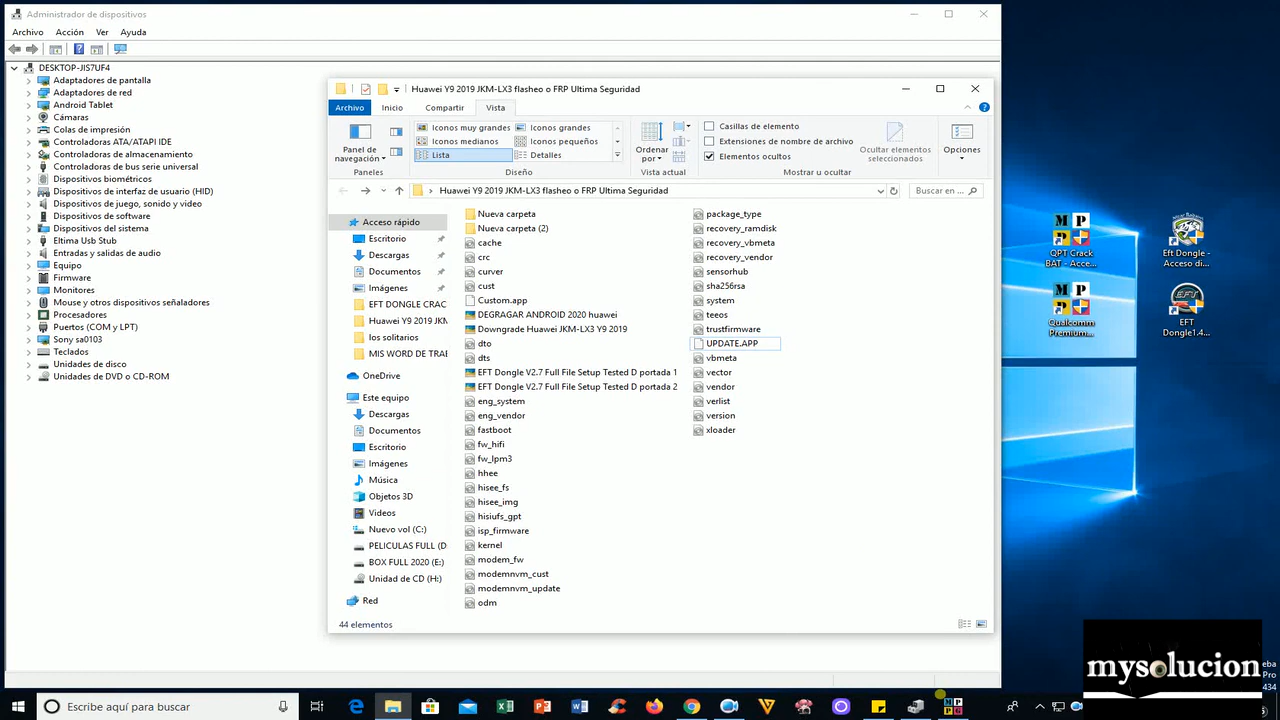 Administrador de dispositivos
Archivo Acción Ver Ayuda
DESKTOP-JIS7UF4
Adaptadores de pantalla
Adaptadores de red
Android Tablet
Cámaras
Colas de impresión
Controladoras ATA/ATAPI IDE
Controladoras de almacenamiento
Controladoras de bus serie universal
Dispositivos biométricos
Dispositivos de interfaz de usuario (HID)
Dispositivos de juego, sonido y video
Dispositivos de software
Dispositivos del sistema
Eltima Usb Stub
Entradas y salidas de audio
Equipo
Firmware
Monitores
Mouse y otros dispositivos señaladores
Procesadores
Puertos (COM y LPT)
Sony sa0103
Teclados
Unidades de disco
Unidades de DVD o CD-ROM
Huawei Y9 2019 JKM-LX3 flasheo o FRP Ultima Seguridad
Archivo Inicio Compartir Vista
Panel de navegación
Paneles
Iconos muy grandes Iconos grandes
Iconos medianos Iconos pequeños
Lista Detalles
Diseño
Ordenar por
Vista actual
Casillas de elemento
Extensiones de nombre de archivo
Elementos ocultos
Ocultar elementos seleccionados
Mostrar u ocultar
Opciones
Huawei Y9 2019 JKM-LX3 flasheo o FRP Ultima Seguridad
Buscar en ...
Acceso rápido
Escritorio
Descargas
Documentos
Imágenes
EFT DONGLE CRAC
Huawei Y9 2019 JKM
los solitarios
MIS WORD DE TRAB
OneDrive
Este equipo
Descargas
Documentos
Escritorio
Imágenes
Música
Objetos 3D
Videos
Nuevo vol (C:)
PELICULAS FULL (D
BOX FULL 2020 (E:)
Unidad de CD (H:)
Red
Nueva carpeta
Nueva carpeta (2)
cache
crc
curver
cust
Custom.app
DEGRAGAR ANDROID 2020 huawei
Downgrade Huawei JKM-LX3 Y9 2019
dto
dts
EFT Dongle V2.7 Full File Setup Tested D portada 1
EFT Dongle V2.7 Full File Setup Tested D portada 2
eng_system
eng_vendor
fastboot
fw_hifi
fw_lpm3
hhee
hisee_fs
hisee_img
hisiufs_gpt
isp_firmware
kernel
modem_fw
modemnvm_cust
modemnvm_update
odm
package_type
recovery_ramdisk
recovery_vbmeta
recovery_vendor
sensorhub
sha256rsa
system
teeos
trustfirmware
UPDATE.APP
vbmeta
vector
vendor
verlist
version
xloader
44 elementos
QPT Crack BAT - Acce...
Eft Dongle - Acceso di...
Qualcomm Premium...
EFT Dongle1.4...
mysolucion
eba
Pro
434
Escribe aquí para buscar